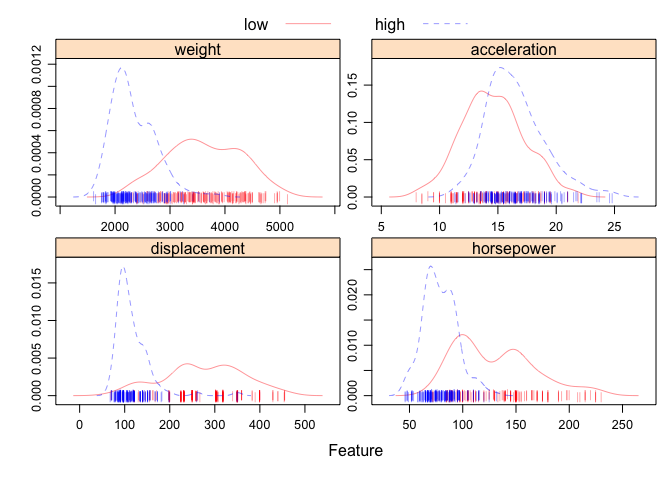 low high
weight acceleration
0.0000 0.0004 0.0008 0.0012
0.00 0.05 0.10 0.15
2000 3000 4000 5000
5 10 15 20 25
displacement horsepower
0.000 0.005 0.010 0.015
0.000 0.010 0.020
0 100 200 300 400 500
50 100 150 200 250
Feature